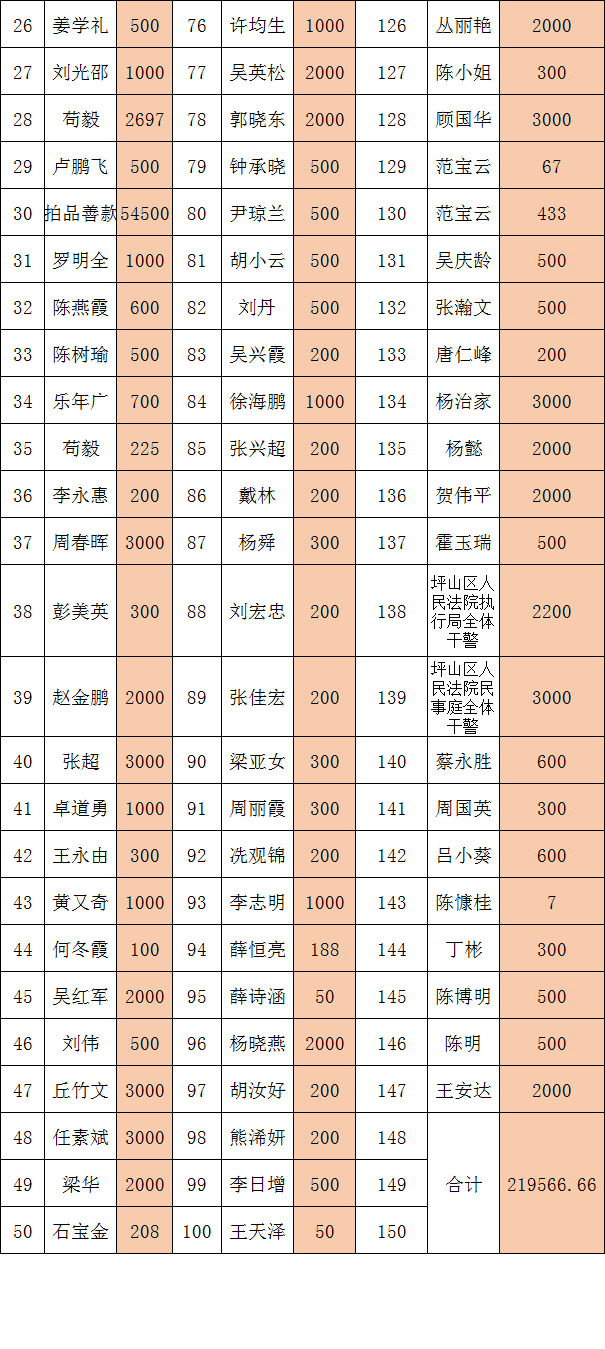 26 姜学礼 500 76 许均生 1000 126 丛丽艳 2000
27 刘光邵 1000 77 吴英松 2000 127 陈小姐 300
28 苟毅 2697 78 郭晓东 2000 128 顾国华 3000
29 卢鹏飞 500 79 钟承晓 500 129 范宝云 67
30 拍品善款 54500 80 尹琼兰 500 130 范宝云 433
31 罗明全 1000 81 胡小云 500 131 吴庆龄 500
32 陈燕霞 600 82 刘丹 500 132 张瀚文 500
33 陈树瑜 500 83 吴兴霞 200 133 唐仁峰 200
34 乐年广 700 84 徐海鹏 1000 134 杨治家 3000
35 苟毅 225 85 张兴超 200 135 杨懿 2000
36 李永惠 200 86 戴林 200 136 贺伟平 2000
37 周春晖 3000 87 杨舜 300 137 霍玉瑞 500
38 彭美英 300 88 刘宏忠 200 138 坪山区人
民法院执
行局全体
干警 2200
39 赵金鹏 2000 89 张佳宏 200 139 坪山区人
民法院民
事庭全体
干警 3000
40 张超 3000 90 梁亚女 300 140 蔡永胜 600
41 卓道勇 1000 91 周丽霞 300 141 周国英 300
42 王永由 300 92 冼观锦 200 142 吕小葵 600
43 黄又奇 1000 93 李志明 1000 143 陈慷桂 7
44 何冬霞 100 94 薛恒亮 188 144 丁彬 300
45 吴红军 2000 95 薛诗涵 50 145 陈博明 500
46 刘伟 500 96 杨晓燕 2000 146 陈明 500
47 丘竹文 3000 97 胡汝好 200 147 王安达 2000
48 任素斌 3000 98 熊浠妍 200 148
49 梁华 2000 99 李日增 500 149 合计 219566.66
50 石宝金 208 100 王天泽 50 150